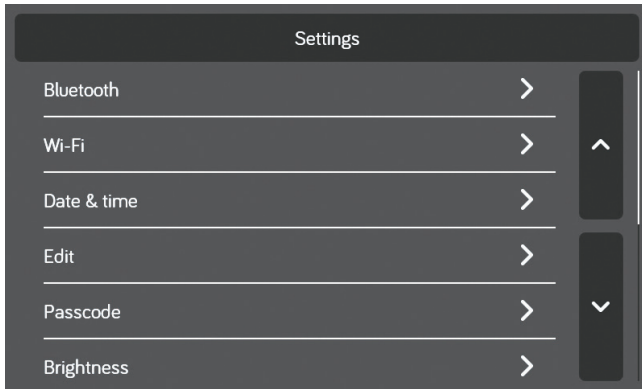 Settings
Bluetooth
Wi-Fi
Date & time
Edit
Passcode
Brightness